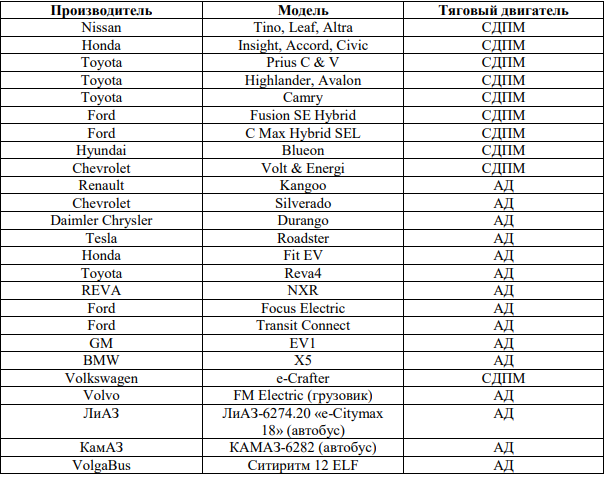 Производитель Модель Тяговый двигатель
Nissan Tino, Leaf, Altra СДПМ
Honda Insight, Accord, Civic СДПМ
Toyota Prius C & V СДПМ
Toyota Highlander, Avalon СДПМ
Toyota Camry СДПМ
Ford Fusion SE Hybrid СДПМ
Ford C Max Hybrid SEL СДПМ
Hyundai Blueon СДПМ
Chevrolet Volt & Energi СДПМ
Renault Kangoo АД
Chevrolet Silverado АД
Daimler Chrysler Durango АД
Tesla Roadster АД
Honda Fit EV АД
Toyota Reva4 АД
REVA NXR АД
Ford Focus Electric АД
Ford Transit Connect АД
GM EV1 АД
BMW X5 АД
Volkswagen e-Crafter СДПМ
Volvo FM Electric (грузовик) АД
ЛиАЗ ЛиАЗ-6274.20 «e-Citymax АД
18» (автобус)
КамАЗ КАМАЗ-6282 (автобус) АД
VolgaBus Ситиритм 12 ELF АД